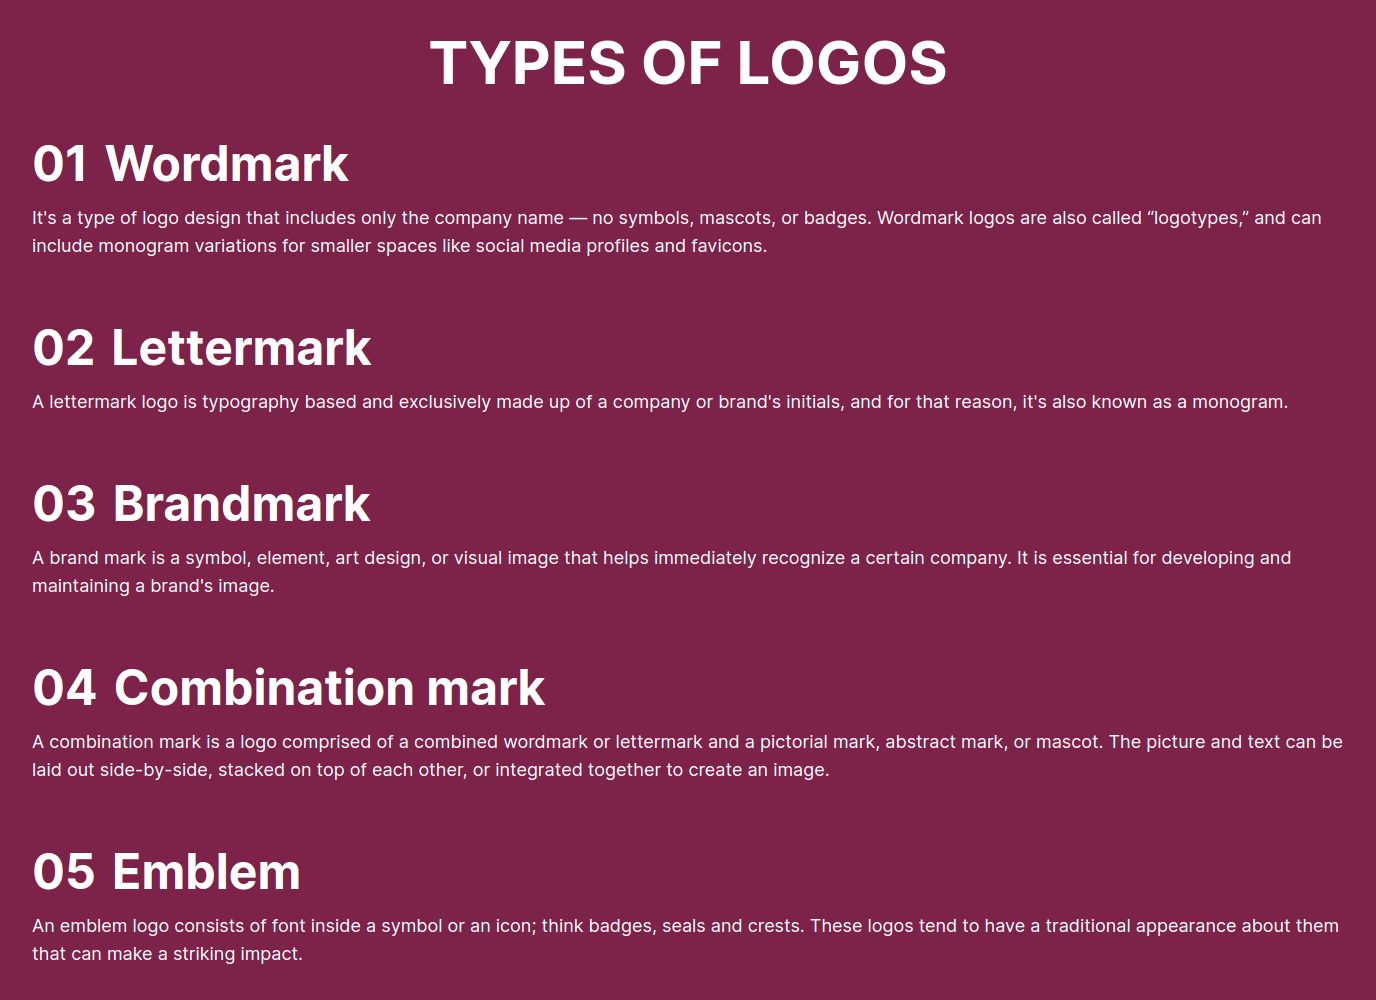 TYPES OF LOGOS
01 Wordmark
It's a type of logo design that includes only the company name — no symbols, mascots, or badges. Wordmark logos are also called “logotypes,” and can
include monogram variations for smaller spaces like social media profiles and favicons.
02 Lettermark
A lettermark logo is typography based and exclusively made up of a company or brand's initials, and for that reason, it's also known as a monogram.
03 Brandmark
A brand mark is a symbol, element, art design, or visual image that helps immediately recognize a certain company. It is essential for developing and
maintaining a brand's image.
04 Combination mark
A combination mark is a logo comprised of a combined wordmark or lettermark and a pictorial mark, abstract mark, or mascot. The picture and text can be
laid out side-by-side, stacked on top of each other, or integrated together to create an image.
05 Emblem
An emblem logo consists of font inside a symbol or an icon; think badges, seals and crests. These logos tend to have a traditional appearance about them
that can make a striking impact.